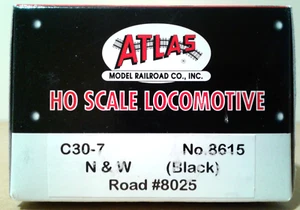 ATLAS
MODEL RAILROAD CO., INC.
HO SCALE LOCOMOTIVE
C30-7 No.8615
N & W (Black)
Road #8025